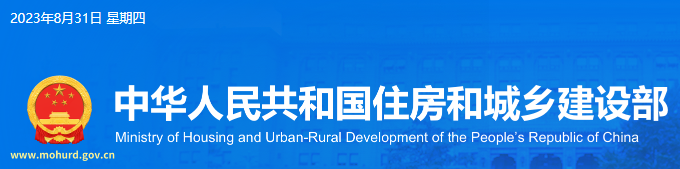 2023年8月31日 星期四
中华人民共和国住房和城乡建设部
Ministry of Housing and Urban-Rural Development of the People's Republic of China
www.mohurd.gov.cn